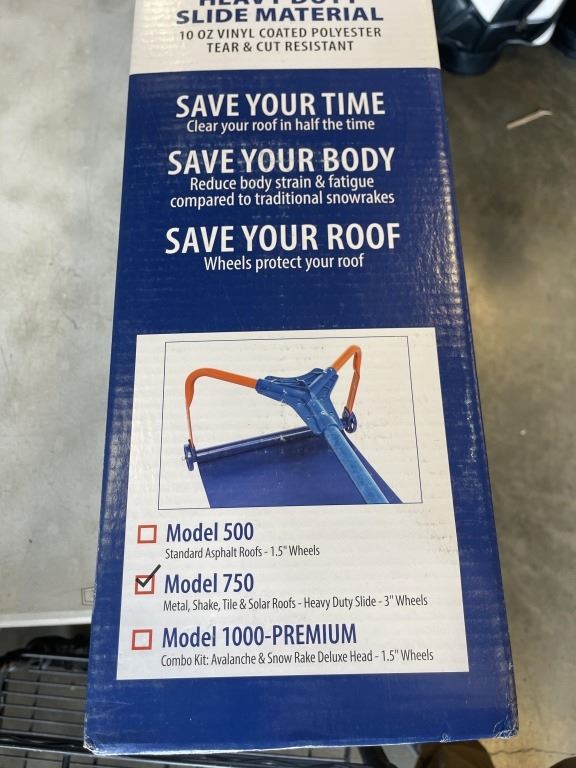 HEAVY DUTY
SLIDE MATERIAL
10 OZ VINYL COATED POLYESTER
TEAR & CUT RESISTANT
SAVE YOUR TIME
Clear your roof in half the time
SAVE YOUR BODY
Reduce body strain & fatigue
compared to traditional snowrakes
SAVE YOUR ROOF
Wheels protect your roof
Model 500
Standard Asphalt Roofs - 1.5" Wheels
Model 750
Metal, Shake, Tile & Solar Roofs - Heavy Duty Slide - 3" Wheels
Model 1000-PREMIUM
Combo Kit: Avalanche & Snow Rake Deluxe Head - 1.5" Wheels